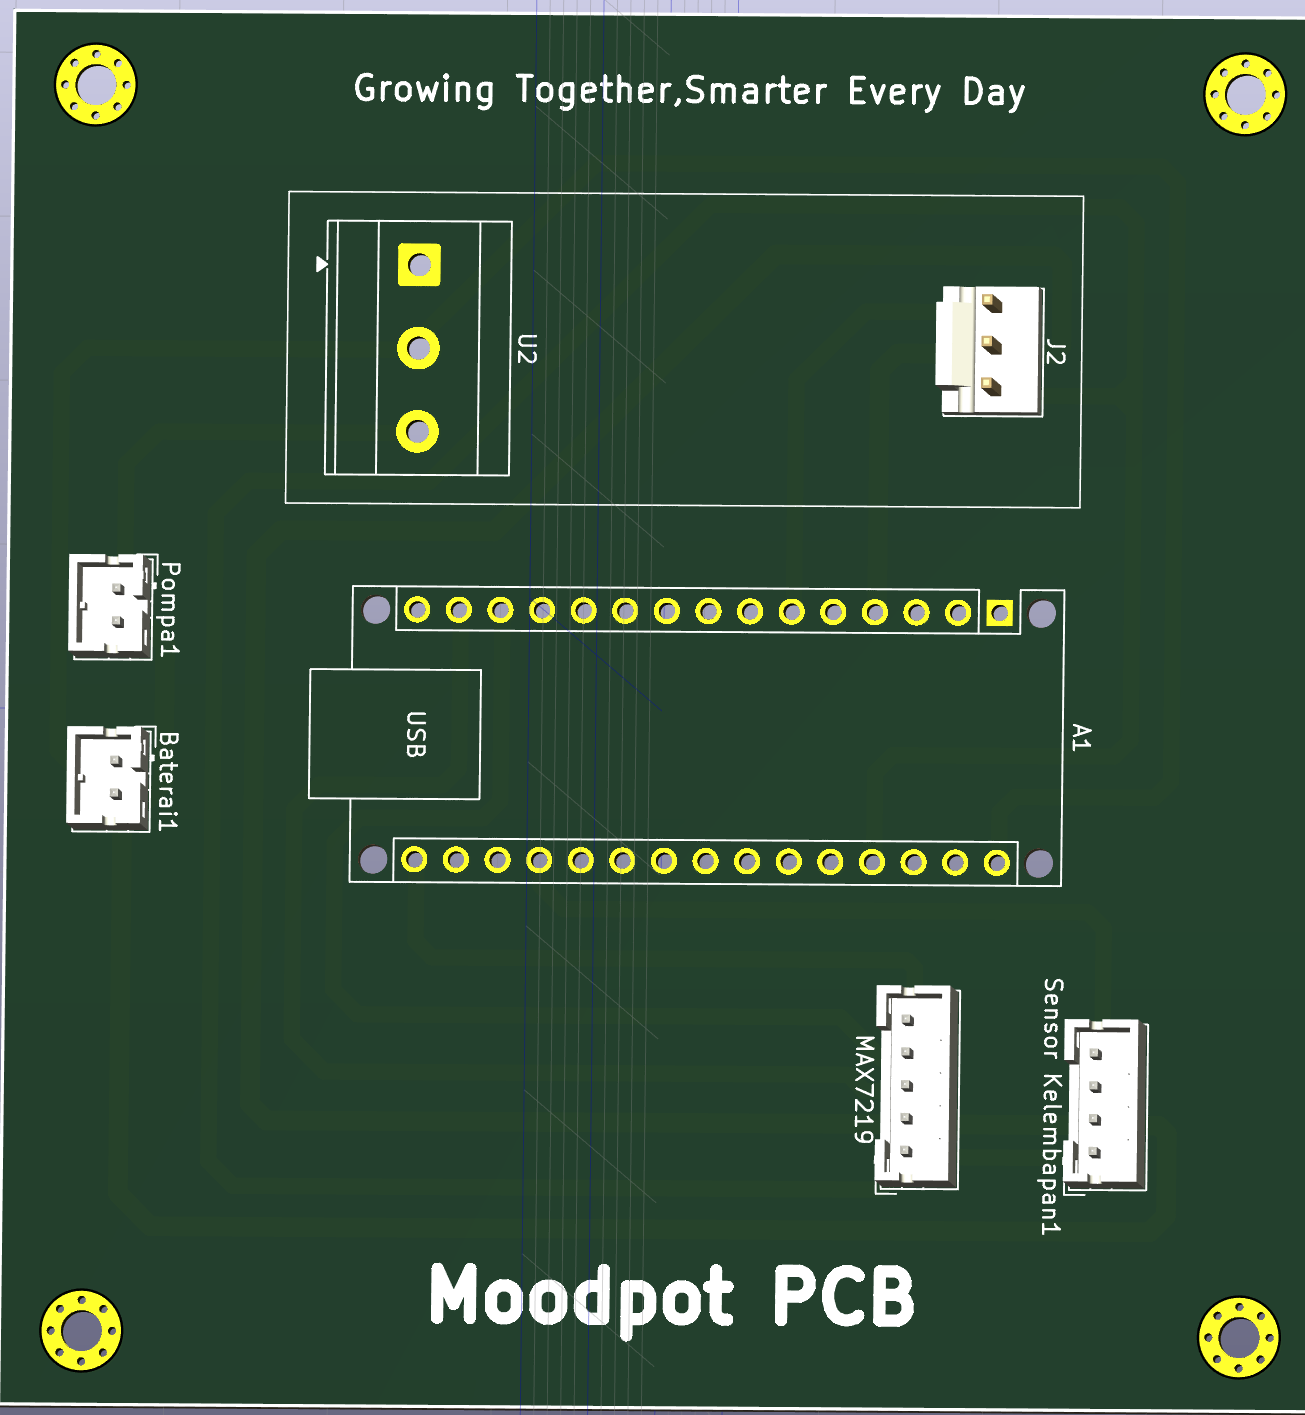 Growing Together,Smarter Every Day
U2
J2
Pompa1
USB
A1
Baterai1
MAX7219
Sensor Kelembapan1
Moodpot PCB